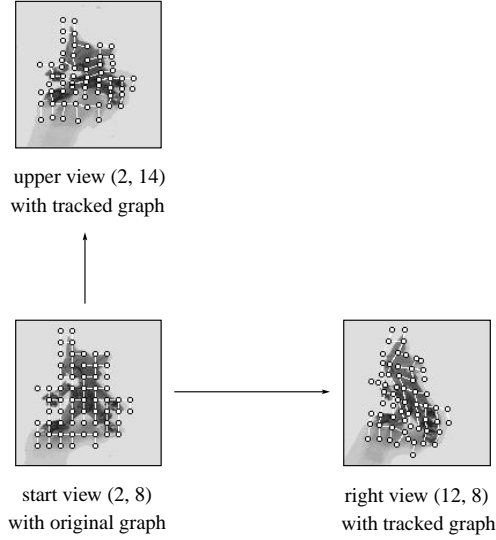 upper view (2, 14)
with tracked graph
start view (2, 8)
with original graph
right view (12, 8)
with tracked graph